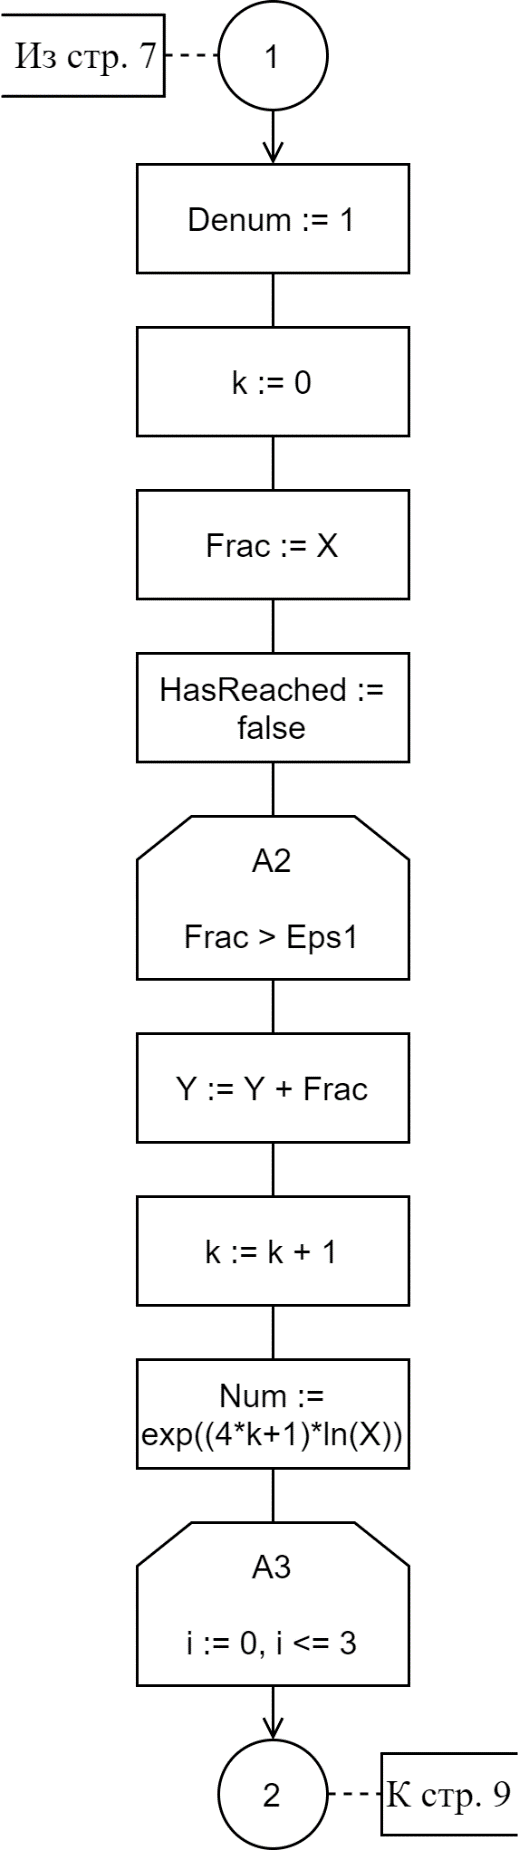 Из стр. 7
1
Denum := 1
k := 0
Frac := X
HasReached :=
false
A2
Frac > Eps1
Y := Y + Frac
k := k + 1
Num :=
exp((4*k+1)*ln(X))
A3
i := 0, i <= 3
2
К стр. 9